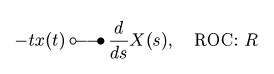 −tx(t) ○—● d/ds X(s), ROC: R